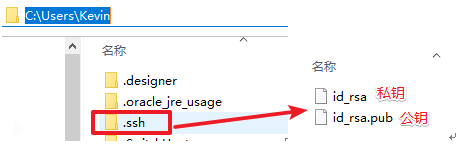 C:\Users\Kevin
名称
.designer
.oracle_jre_usage
.ssh
名称
id_rsa 私钥
id_rsa.pub 公钥